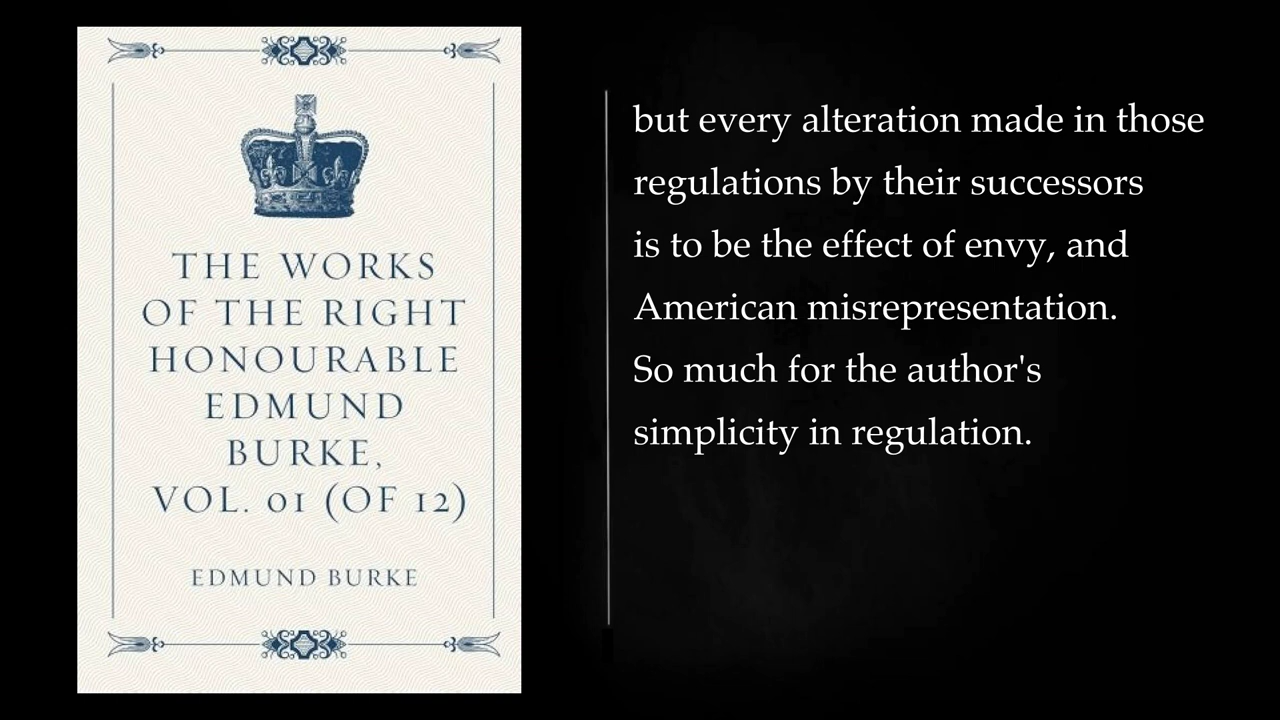 THE WORKS
OF THE RIGHT
HONOURABLE
EDMUND
BURKE,
VOL. 01 (OF 12)
EDMUND BURKE
but every alteration made in those
regulations by their successors
is to be the effect of envy, and
American misrepresentation.
So much for the author's
simplicity in regulation.